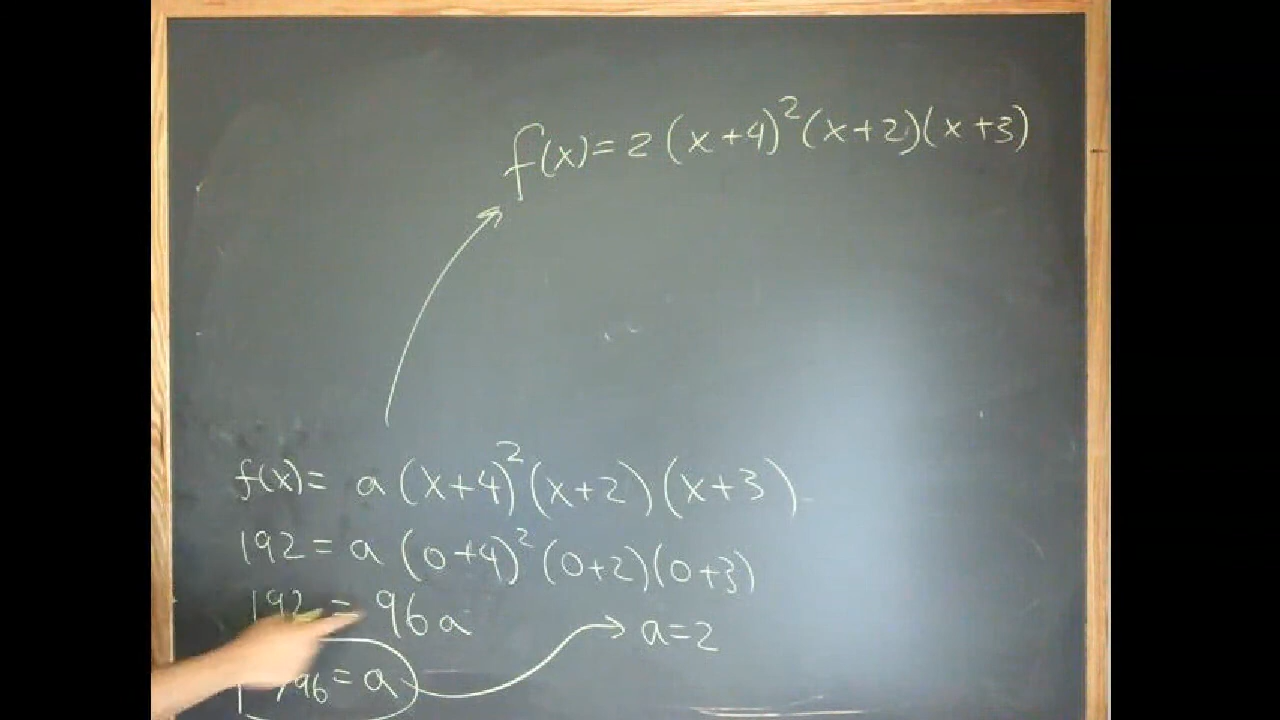 f(x)=2(x+4)²(x+2)(x+3)
f(x)= a(x+4)²(x+2)(x+3)
192 = a(0+4)²(0+2)(0+3)
192 = 96a
a=2
/96 = a